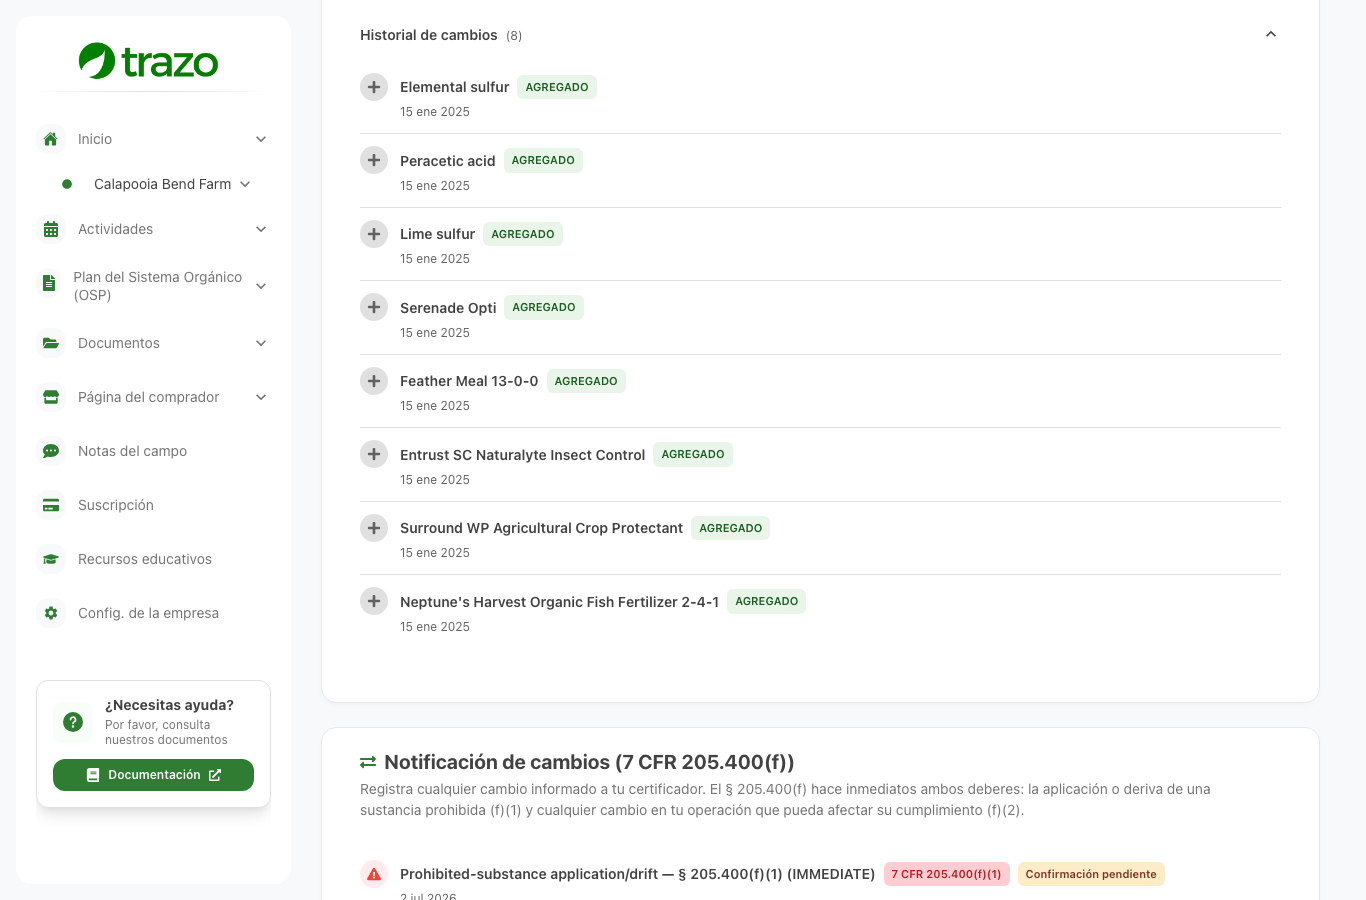 trazo
Inicio
Calapooia Bend Farm
Actividades
Plan del Sistema Orgánico
(OSP)
Documentos
Página del comprador
Notas del campo
Suscripción
Recursos educativos
Config. de la empresa
¿Necesitas ayuda?
Por favor, consulta
nuestros documentos
Documentación
Historial de cambios (8)
Elemental sulfur AGREGADO
15 ene 2025
Peracetic acid AGREGADO
15 ene 2025
Lime sulfur AGREGADO
15 ene 2025
Serenade Opti AGREGADO
15 ene 2025
Feather Meal 13-0-0 AGREGADO
15 ene 2025
Entrust SC Naturalyte Insect Control AGREGADO
15 ene 2025
Surround WP Agricultural Crop Protectant AGREGADO
15 ene 2025
Neptune's Harvest Organic Fish Fertilizer 2-4-1 AGREGADO
15 ene 2025
Notificación de cambios (7 CFR 205.400(f))
Registra cualquier cambio informado a tu certificador. El § 205.400(f) hace inmediatos ambos deberes: la aplicación o deriva de una
sustancia prohibida (f)(1) y cualquier cambio en tu operación que pueda afectar su cumplimiento (f)(2).
Prohibited-substance application/drift — § 205.400(f)(1) (IMMEDIATE) 7 CFR 205.400(f)(1) Confirmación pendiente
2 jul 2026